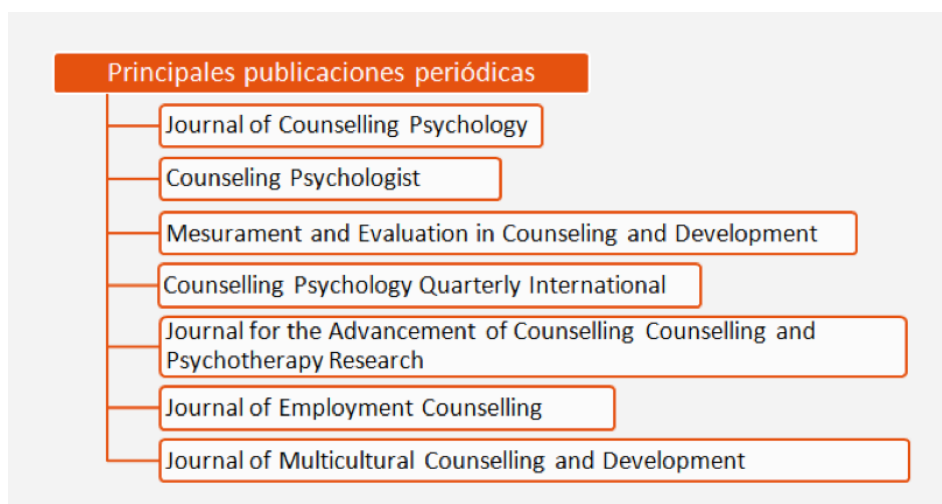 Principales publicaciones periódicas
Journal of Counselling Psychology
Counseling Psychologist
Mesurament and Evaluation in Counseling and Development
Counselling Psychology Quarterly International
Journal for the Advancement of Counselling Counselling and
Psychotherapy Research
Journal of Employment Counselling
Journal of Multicultural Counselling and Development